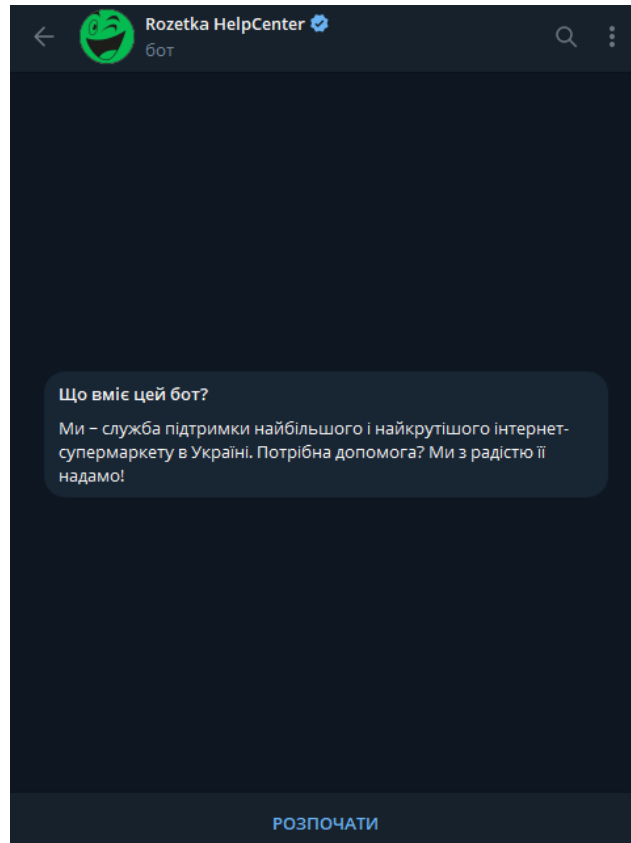 Rozetka HelpCenter
бот
Що вміє цей бот?
Ми – служба підтримки найбільшого і найкрутішого інтернет-
супермаркету в Україні. Потрібна допомога? Ми з радістю її
надамо!
РОЗПОЧАТИ